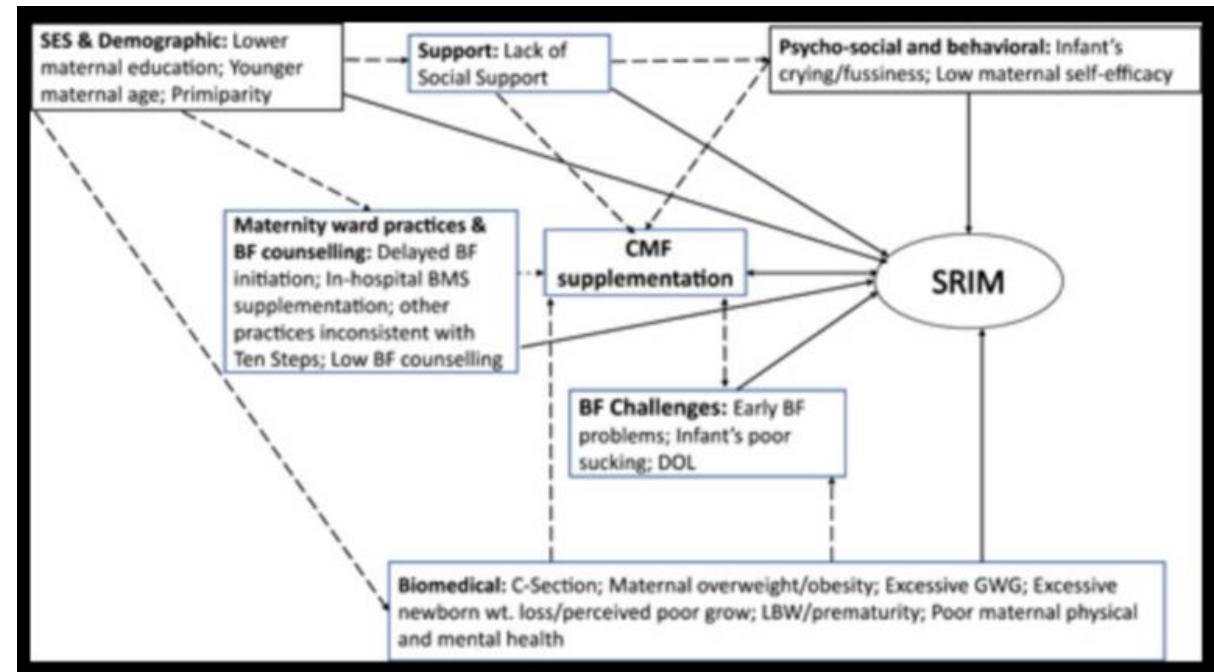 SES & Demographic: Lower
maternal education; Younger
maternal age; Primiparity
Support: Lack of
Social Support
Psycho-social and behavioral: Infant's
crying/fussiness; Low maternal self-efficacy
Maternity ward practices &
BF counselling: Delayed BF
initiation; In-hospital BMS
supplementation; other
practices inconsistent with
Ten Steps; Low BF counselling
CMF
supplementation
SRIM
BF Challenges: Early BF
problems; Infant's poor
sucking; DOL
Biomedical: C-Section; Maternal overweight/obesity; Excessive GWG; Excessive
newborn wt. loss/perceived poor grow; LBW/prematurity; Poor maternal physical
and mental health